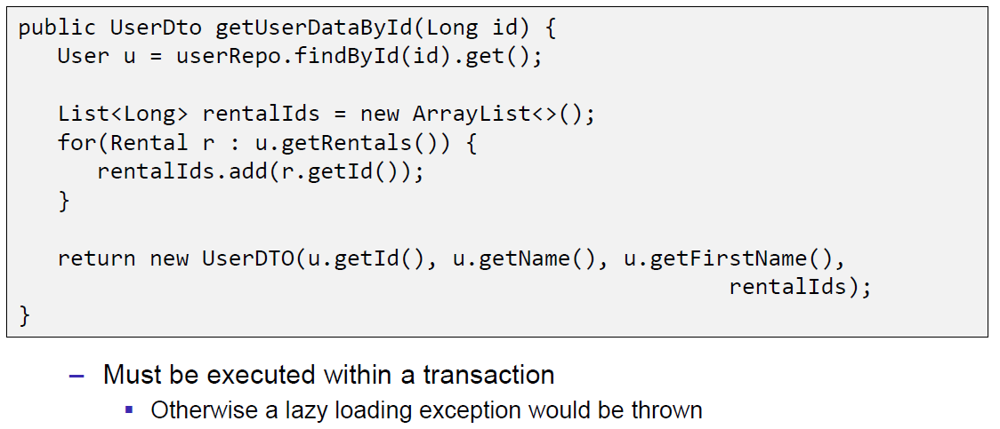 public UserDto getUserDataById(Long id) {
User u = userRepo.findById(id).get();
List<Long> rentalIds = new ArrayList<>();
for(Rental r : u.getRentals()) {
rentalIds.add(r.getId());
}
return new UserDTO(u.getId(), u.getName(), u.getFirstName(),
rentalIds);
}
– Must be executed within a transaction
▪ Otherwise a lazy loading exception would be thrown